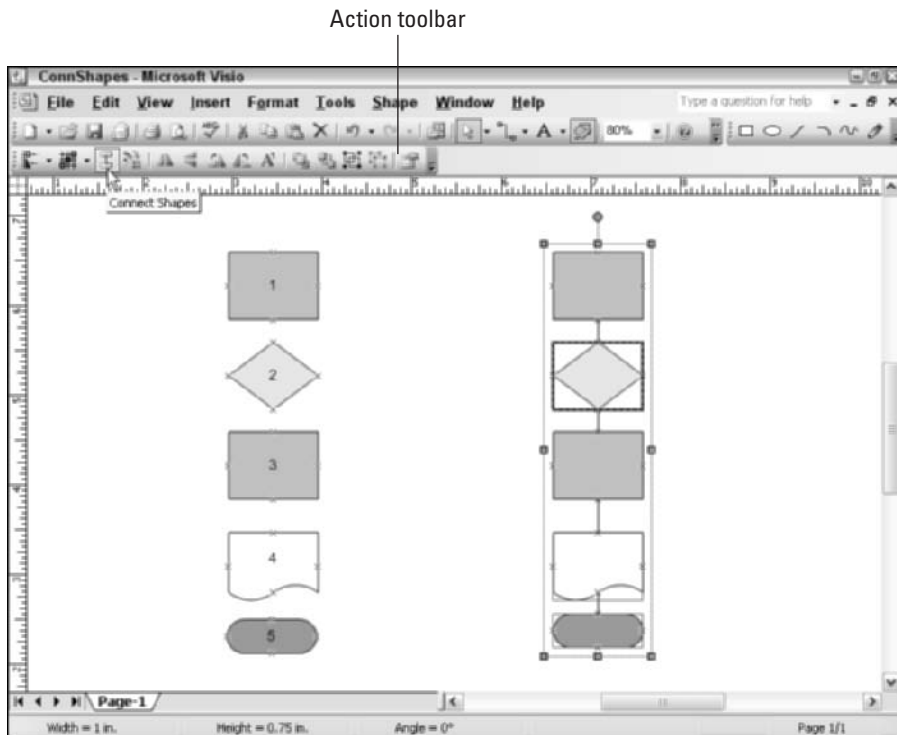 Action toolbar
ConnShapes - Microsoft Visio
File Edit View Insert Format Tools Shape Window Help Type a question for help
A 80%
Connect Shapes
1
2
3
4
5
Page-1
Width = 1 in. Height = 0.75 in. Angle = 0° Page 1/1